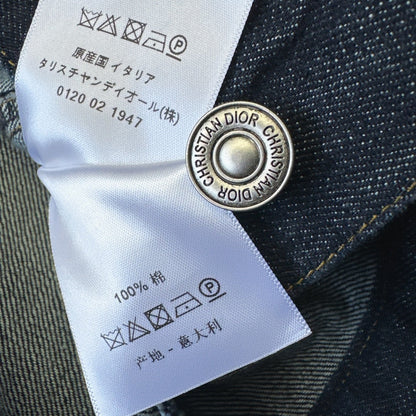 原産国 イタリア
タリスチャンディオール(株)
0120 02 1947
CHRISTIAN DIOR CHRISTIAN DIOR
100% 棉
产地 - 意大利